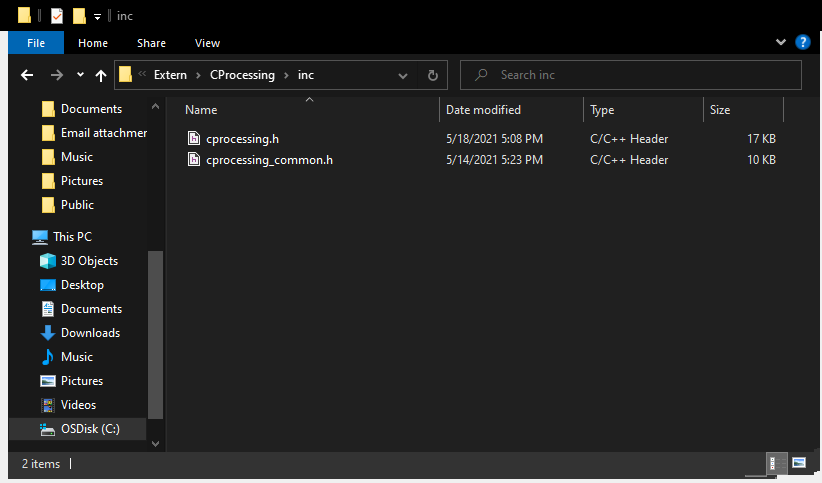 inc
File Home Share View
Extern CProcessing inc Search inc
Name Date modified Type Size
cprocessing.h 5/18/2021 5:08 PM C/C++ Header 17 KB
cprocessing_common.h 5/14/2021 5:23 PM C/C++ Header 10 KB
Documents
Email attachmer
Music
Pictures
Public
This PC
3D Objects
Desktop
Documents
Downloads
Music
Pictures
Videos
OSDisk (C:)
2 items